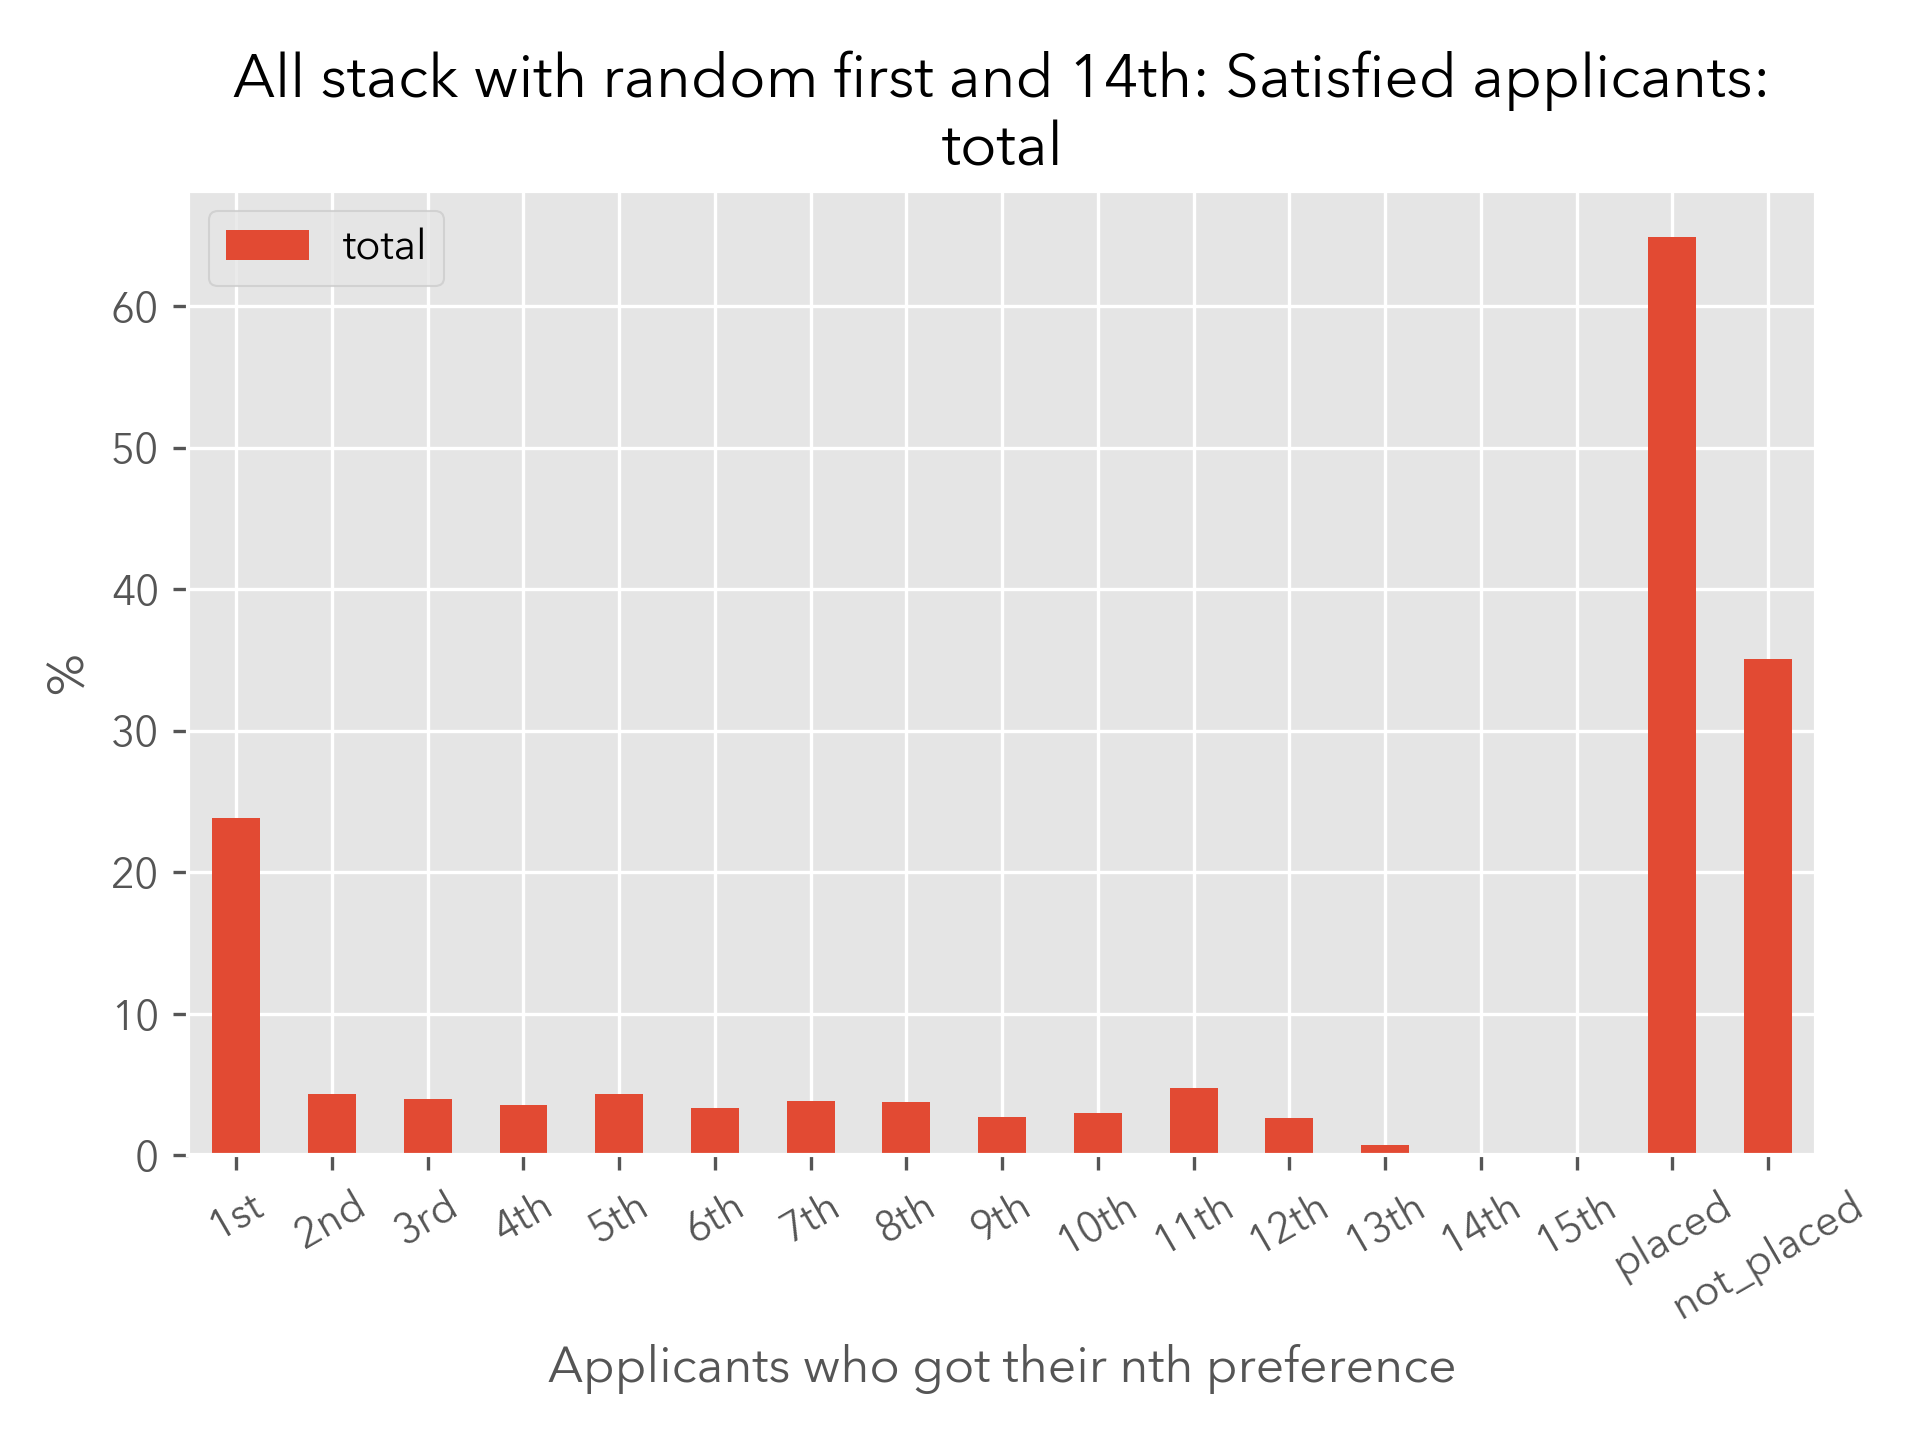 All stack with random first and 14th: Satisfied applicants:
total
total
60
50
40
30
20
10
0
%
1st
2nd
3rd
4th
5th
6th
7th
8th
9th
10th
11th
12th
13th
14th
15th
placed
not_placed
Applicants who got their nth preference